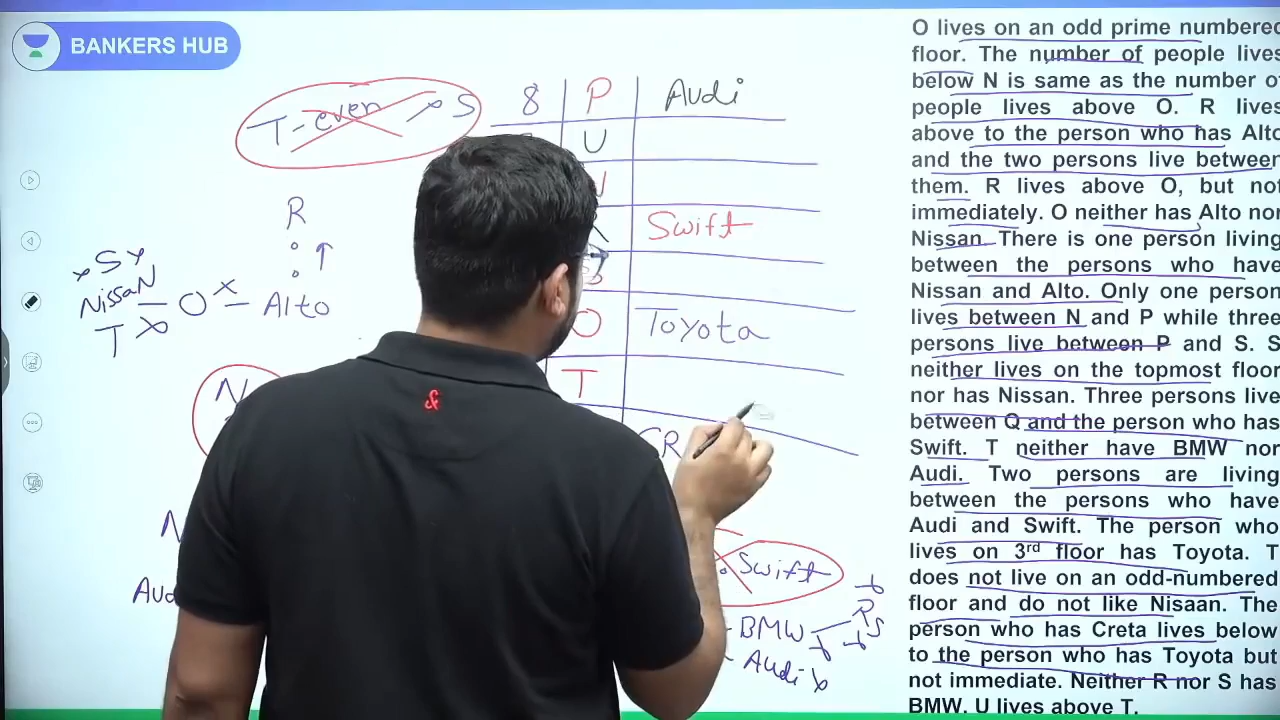 BANKERS HUB
T-even → S
8 P Audi
U
R
Swift
S
Nissan
O
Alto
T
O Toyota
T
N
CR
N
Swift
Aud
BMW
R
S
Audi
O lives on an odd prime numbered
floor. The number of people lives
below N is same as the number o
people lives above O. R lives
above to the person who has Alto
and the two persons live between
them. R lives above O, but not
immediately. O neither has Alto nor
Nissan. There is one person living
between the persons who have
Nissan and Alto. Only one person
lives between N and P while three
persons live between P and S. S
neither lives on the topmost floor
nor has Nissan. Three persons live
between Q and the person who has
Swift. T neither have BMW nor
Audi. Two persons are living
between the persons who have
Audi and Swift. The person who
lives on 3rd floor has Toyota. T
does not live on an odd-numbered
floor and do not like Nisaan. The
person who has Creta lives below
to the person who has Toyota but
not immediate. Neither R nor S has
BMW. U lives above T.